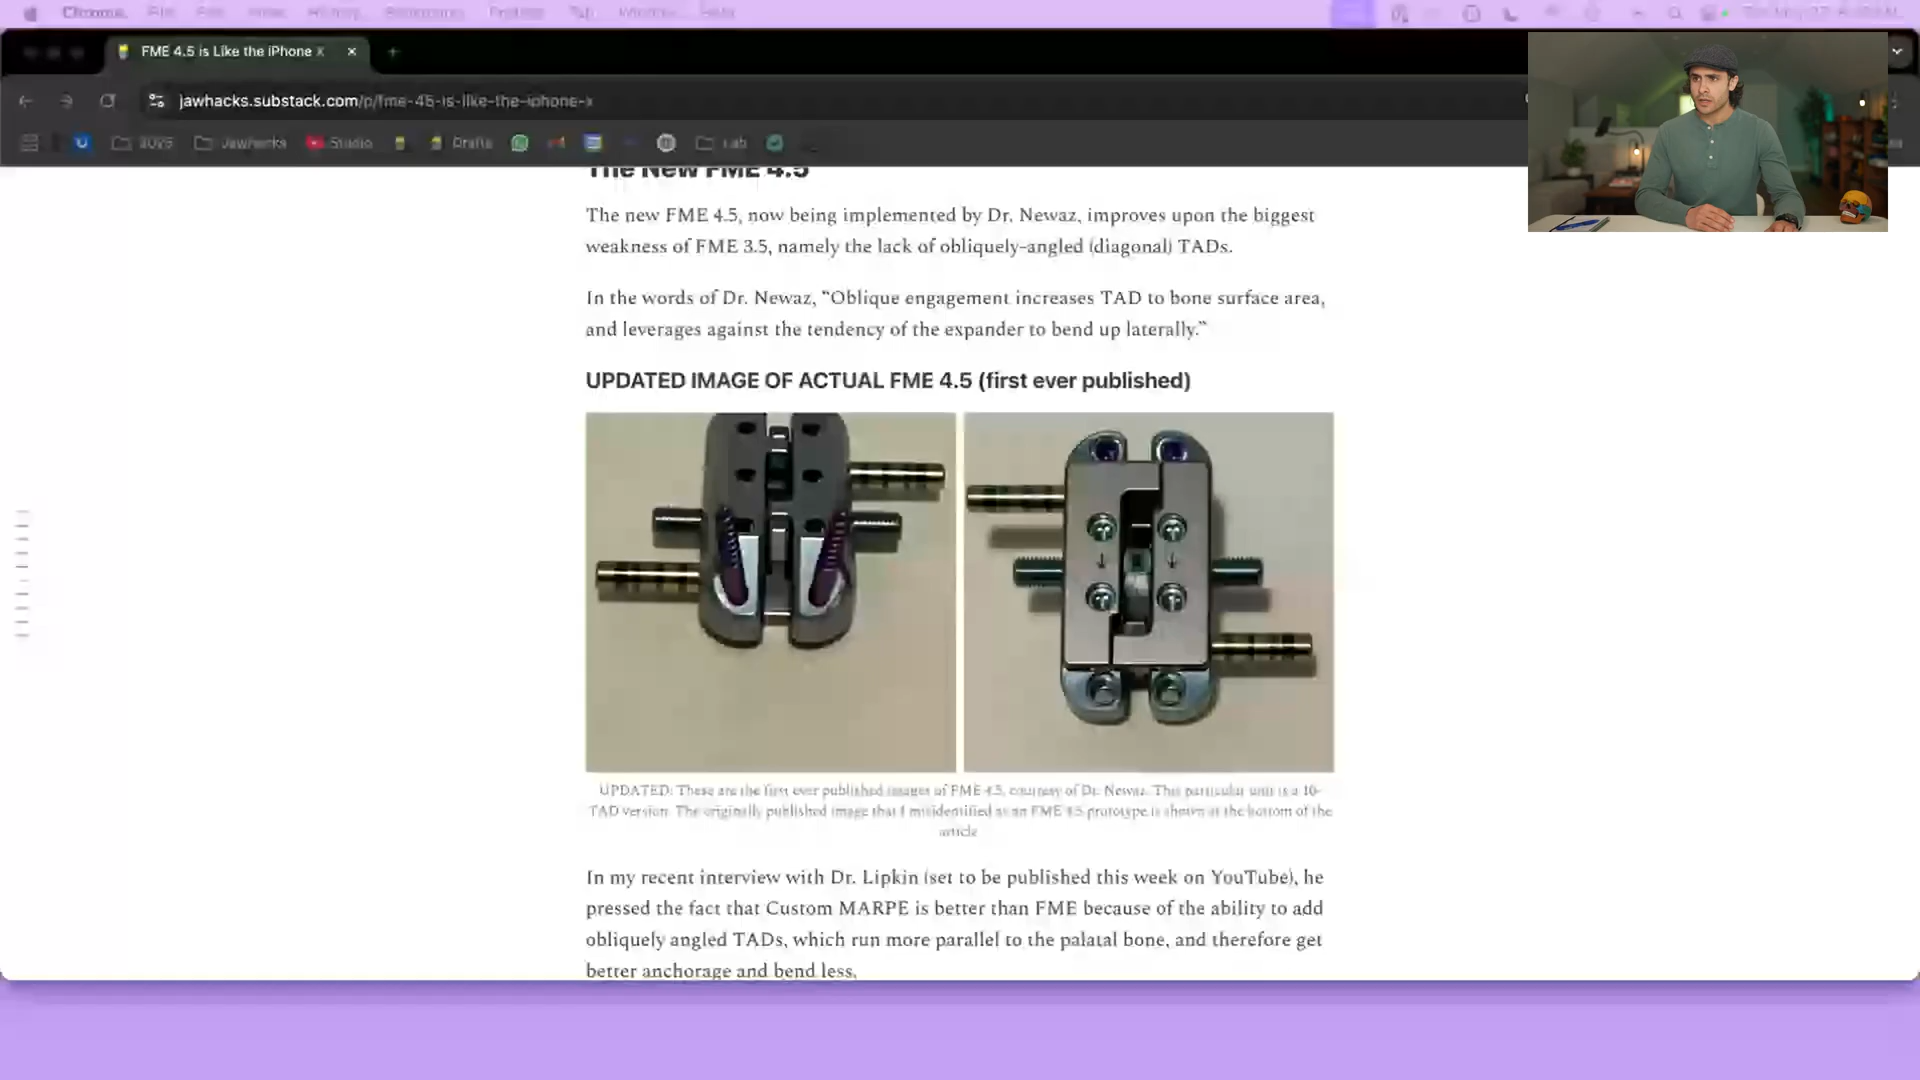 Chrome
FME 4.5 is Like the iPhone X
jawhacks.substack.com/p/fme-45-is-like-the-iphone-x
2025
Jawhacks
Studio
Drafts
Lab
The New FME 4.5
The new FME 4.5, now being implemented by Dr. Newaz, improves upon the biggest
weakness of FME 3.5, namely the lack of obliquely-angled (diagonal) TADs.
In the words of Dr. Newaz, “Oblique engagement increases TAD to bone surface area,
and leverages against the tendency of the expander to bend up laterally.”
UPDATED IMAGE OF ACTUAL FME 4.5 (first ever published)
UPDATED: These are the first ever published images of FME 4.5, courtesy of Dr. Newaz. This particular unit is a 10-
TAD version. The originally published image that I misidentified as an FME 4.5 prototype is shown at the bottom of the
article
In my recent interview with Dr. Lipkin (set to be published this week on YouTube), he
pressed the fact that Custom MARPE is better than FME because of the ability to add
obliquely angled TADs, which run more parallel to the palatal bone, and therefore get
better anchorage and bend less.